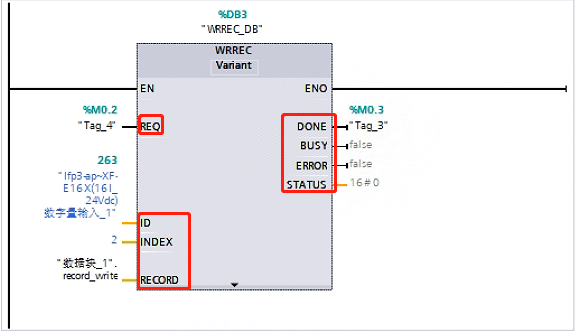 %DB3
"WRREC_DB"
WRREC
Variant
EN
ENO
%M0.2
"Tag_4"
REQ
%M0.3
DONE
"Tag_3"
BUSY
false
ERROR
false
STATUS
16#0
263
"lfp3-ap~XF-
E16X(16 I_
24Vdc)
数字量输入_1"
ID
2
INDEX
"数据块_1".
record_write
RECORD